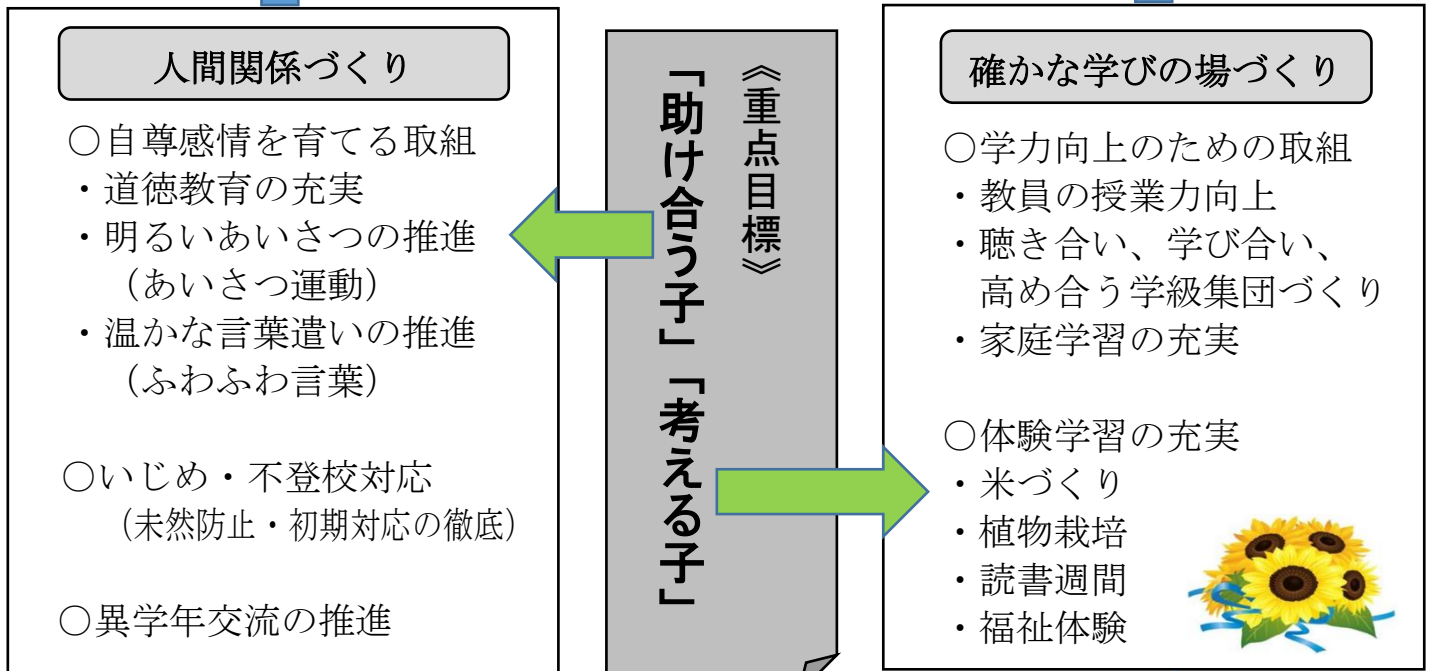 人間関係づくり
○自尊感情を育てる取組
・道徳教育の充実
・明るいあいさつの推進
（あいさつ運動）
・温かな言葉遣いの推進
（ふわふわ言葉）
○いじめ・不登校対応
（未然防止・初期対応の徹底）
○異学年交流の推進
《重点目標》
「助け合う子」「考える子」
確かな学びの場づくり
○学力向上のための取組
・教員の授業力向上
・聴き合い、学び合い、
高め合う学級集団づくり
・家庭学習の充実
○体験学習の充実
・米づくり
・植物栽培
・読書週間
・福祉体験